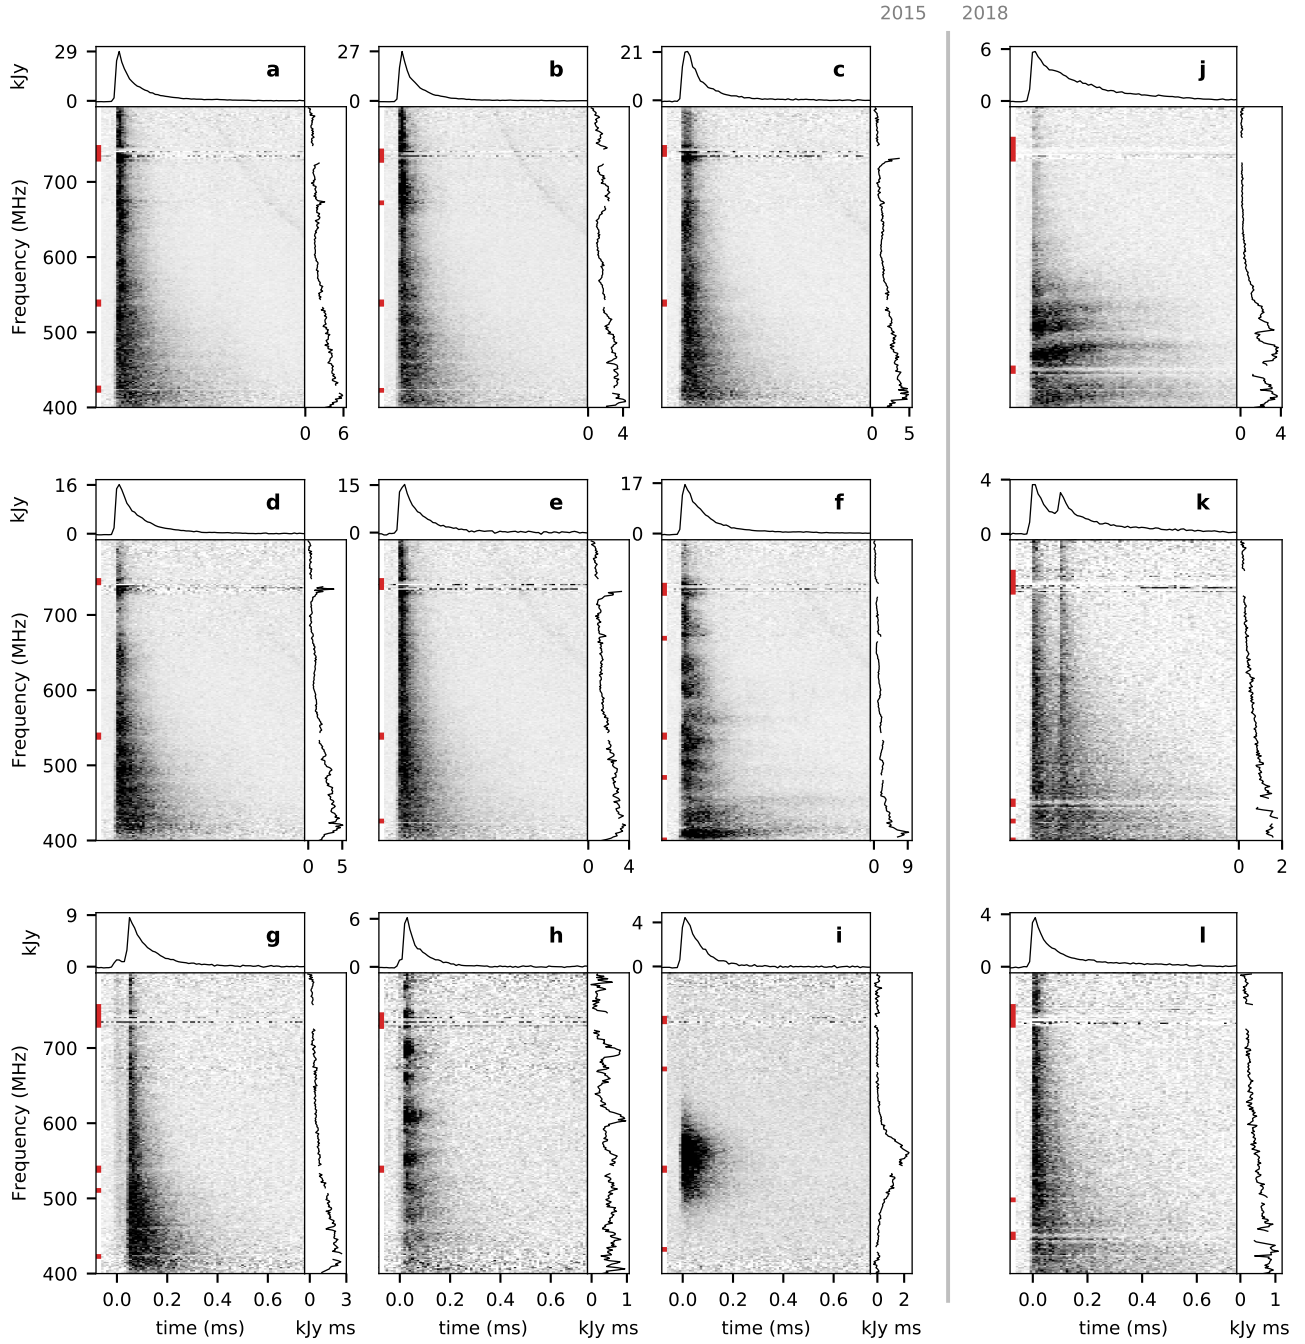 2015 2018
29 a 27 b 21 c 6 j
kJy
0 0 0 0
Frequency (MHz)
700
600
500
400
0 6 0 4 0 5 0 4
16 d 15 e 17 f 4 k
kJy
0 0 0 0
Frequency (MHz)
700
600
500
400
0 5 0 4 0 9 0 2
9 g 6 h 4 i 4 l
kJy
0 0 0 0
Frequency (MHz)
700
600
500
400
0.0 0.2 0.4 0.6 0 3 0.0 0.2 0.4 0.6 0 1 0.0 0.2 0.4 0.6 0 2 0.0 0.2 0.4 0.6 0 1
time (ms) kJy ms time (ms) kJy ms time (ms) kJy ms time (ms) kJy ms